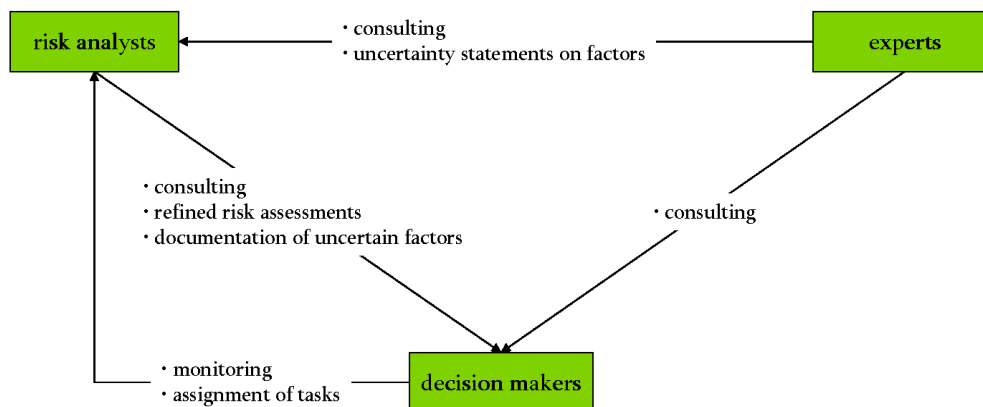 risk analysts
· consulting
· uncertainty statements on factors
experts
· consulting
· refined risk assessments
· documentation of uncertain factors
· consulting
· monitoring
· assignment of tasks
decision makers